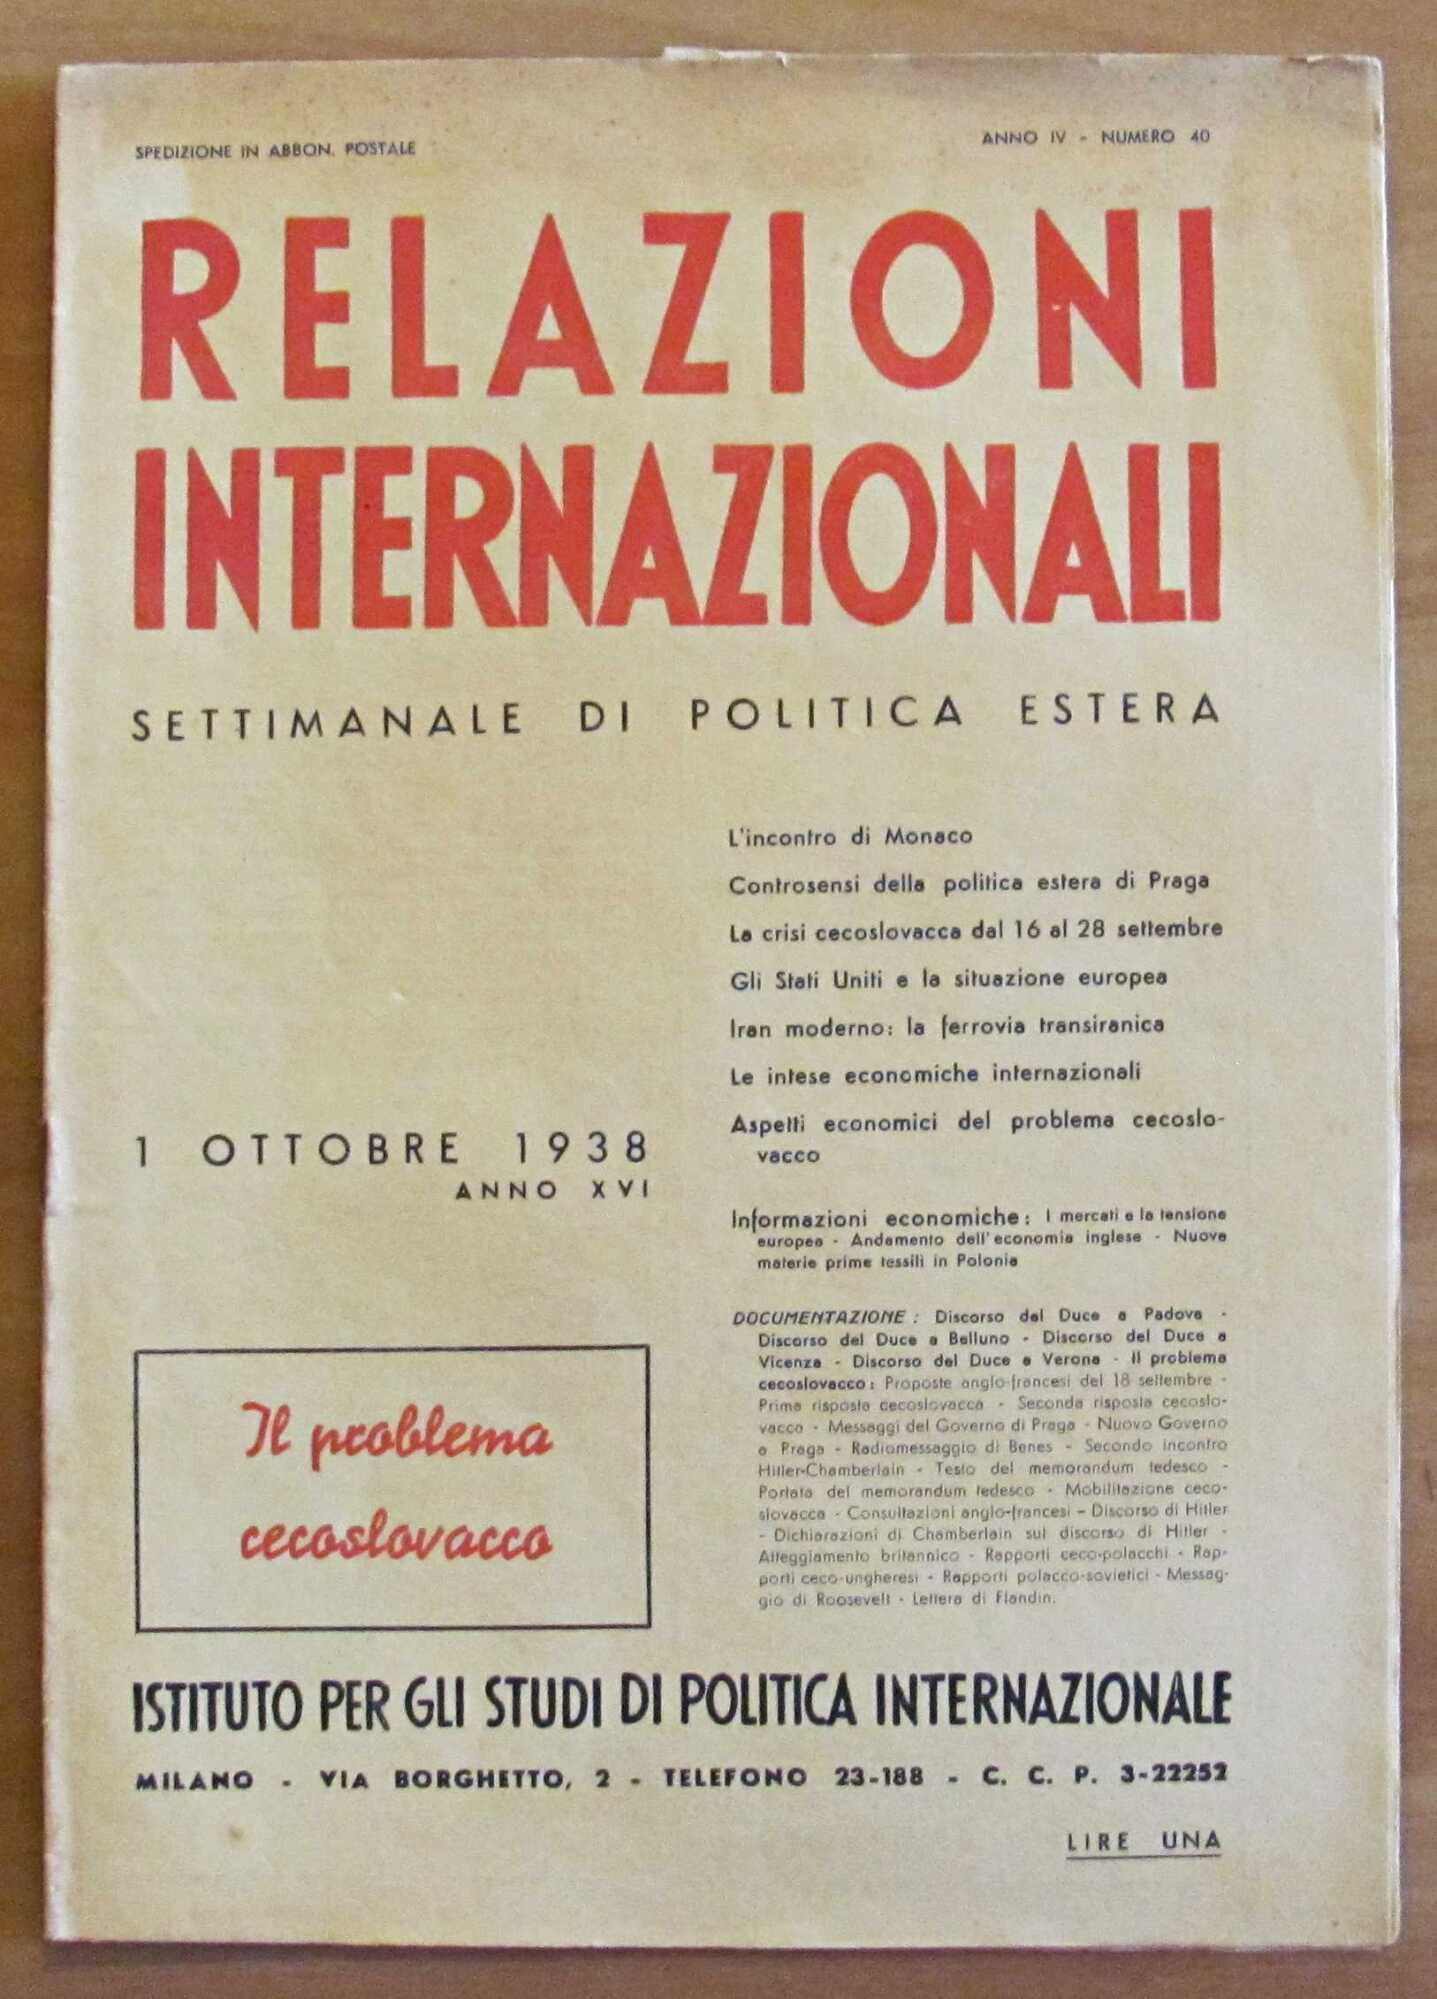 SPEDIZIONE IN ABBON. POSTALE
ANNO IV - NUMERO 40
RELAZIONI
INTERNAZIONALI
SETTIMANALE DI POLITICA ESTERA
L'incontro di Monaco
Controsensi della politica estera di Praga
La crisi cecoslovacca dal 16 al 28 settembre
Gli Stati Uniti e la situazione europea
Iran moderno: la ferrovia transiranica
Le intese economiche internazionali
Aspetti economici del problema cecoslo-
vacco
1 OTTOBRE 1938
ANNO XVI
Informazioni economiche: I mercati e la tensione
europea - Andamento dell'economia inglese - Nuove
materie prime tessili in Polonia
DOCUMENTAZIONE: Discorso del Duce a Padova -
Discorso del Duce a Belluno - Discorso del Duce a
Vicenza - Discorso del Duce a Verona - Il problema
cecoslovacco: Proposte anglo-francesi del 18 settembre -
Prima risposta cecoslovacca - Seconda risposta cecoslo-
vacca - Messaggi del Governo di Praga - Nuovo Governo
a Praga - Radiomessaggio di Benes - Secondo incontro
Hitler-Chamberlain - Testo del memorandum tedesco -
Portata del memorandum tedesco - Mobilitazione ceco-
slovacca - Consultazioni anglo-francesi - Discorso di Hitler
- Dichiarazioni di Chamberlain sul discorso di Hitler -
Atteggiamento britannico - Rapporti ceco-polacchi - Rap-
porti ceco-ungheresi - Rapporti polacco-sovietici - Messag-
gio di Roosevelt - Lettera di Flandin.
Il problema
cecoslovacco
ISTITUTO PER GLI STUDI DI POLITICA INTERNAZIONALE
MILANO - VIA BORGHETTO, 2 - TELEFONO 23-188 - C. C. P. 3-22252
LIRE UNA